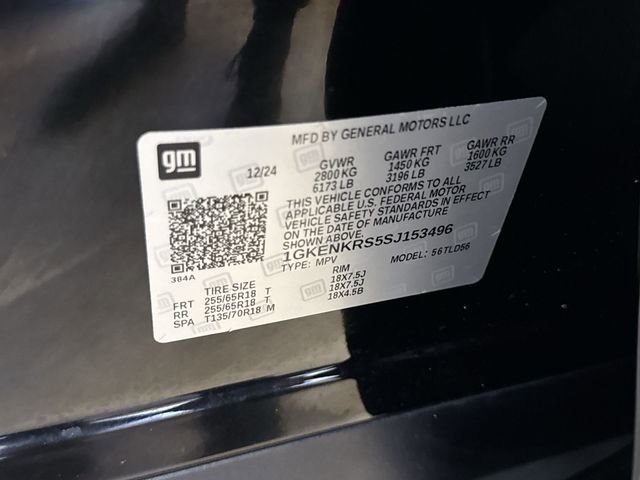 MFD BY GENERAL MOTORS LLC
gm
12/24
GVWR GAWR FRT GAWR RR
2800 KG 1450 KG 1600 KG
6173 LB 3196 LB 3527 LB
THIS VEHICLE CONFORMS TO ALL
APPLICABLE U.S. FEDERAL MOTOR
VEHICLE SAFETY STANDARDS IN EFFECT
ON THE DATE OF MANUFACTURE
SHOWN ABOVE.
1GKENKRS5SJ153496
TYPE: MPV MODEL: 56TLD56
384A
TIRE SIZE RIM
FRT 255/65R18 T 18X7.5J
RR 255/65R18 T 18X7.5J
SPA T135/70R18 M 18X4.5B